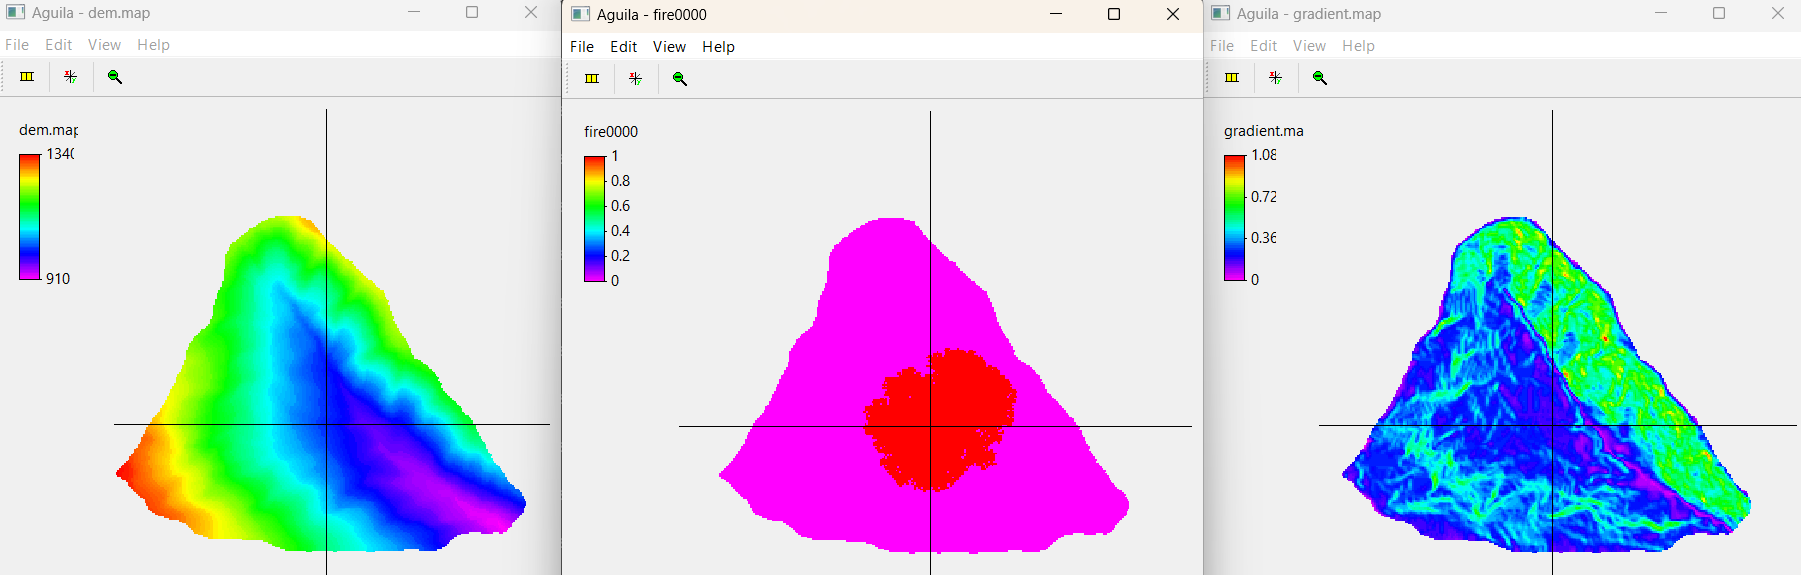 Aguila - dem.map
File Edit View Help
dem.map
1340
910
Aguila - fire0000
File Edit View Help
fire0000
1
0.8
0.6
0.4
0.2
0
Aguila - gradient.map
File Edit View Help
gradient.ma
1.08
0.72
0.36
0